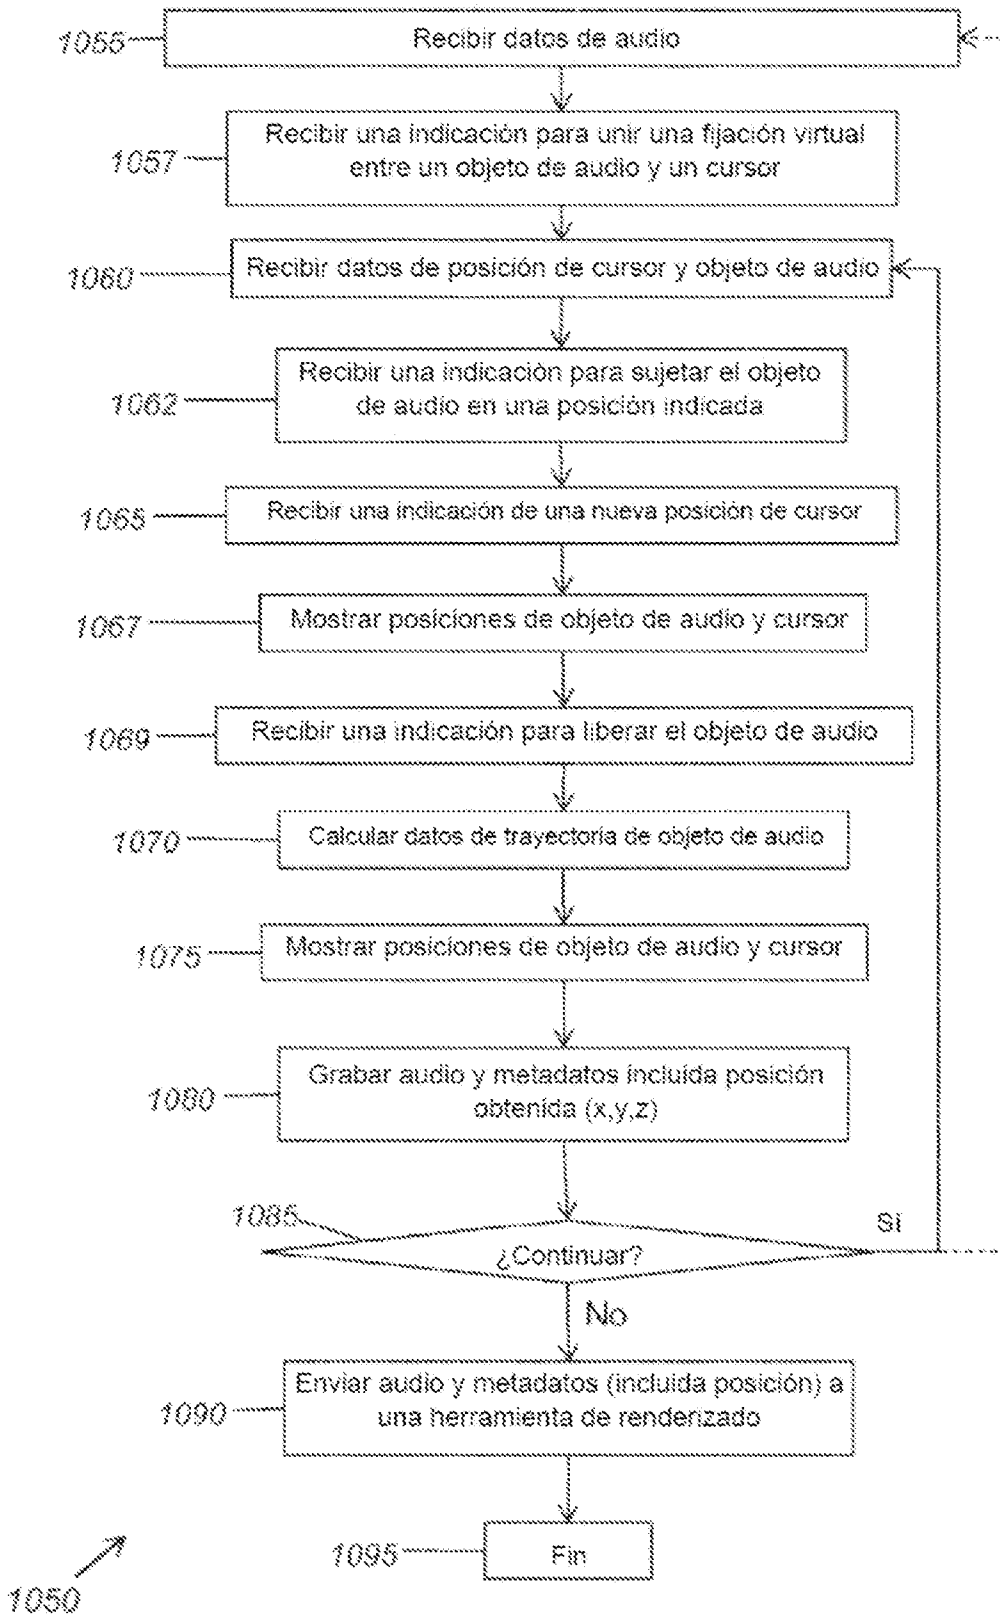 1055
Recibir datos de audio
1057
Recibir una indicación para unir una fijación virtual
entre un objeto de audio y un cursor
1060
Recibir datos de posición de cursor y objeto de audio
1062
Recibir una indicación para sujetar el objeto
de audio en una posición indicada
1065
Recibir una indicación de una nueva posición de cursor
1067
Mostrar posiciones de objeto de audio y cursor
1069
Recibir una indicación para liberar el objeto de audio
1070
Calcular datos de trayectoría de objeto de audio
1075
Mostrar posiciones de objeto de audio y cursor
1080
Grabar audio y metadatos incluida posición
obtenida (x,y,z)
1085
¿Continuar?
Sí
No
1090
Enviar audio y metadatos (incluida posición) a
una herramienta de renderizado
1095
Fin
1050